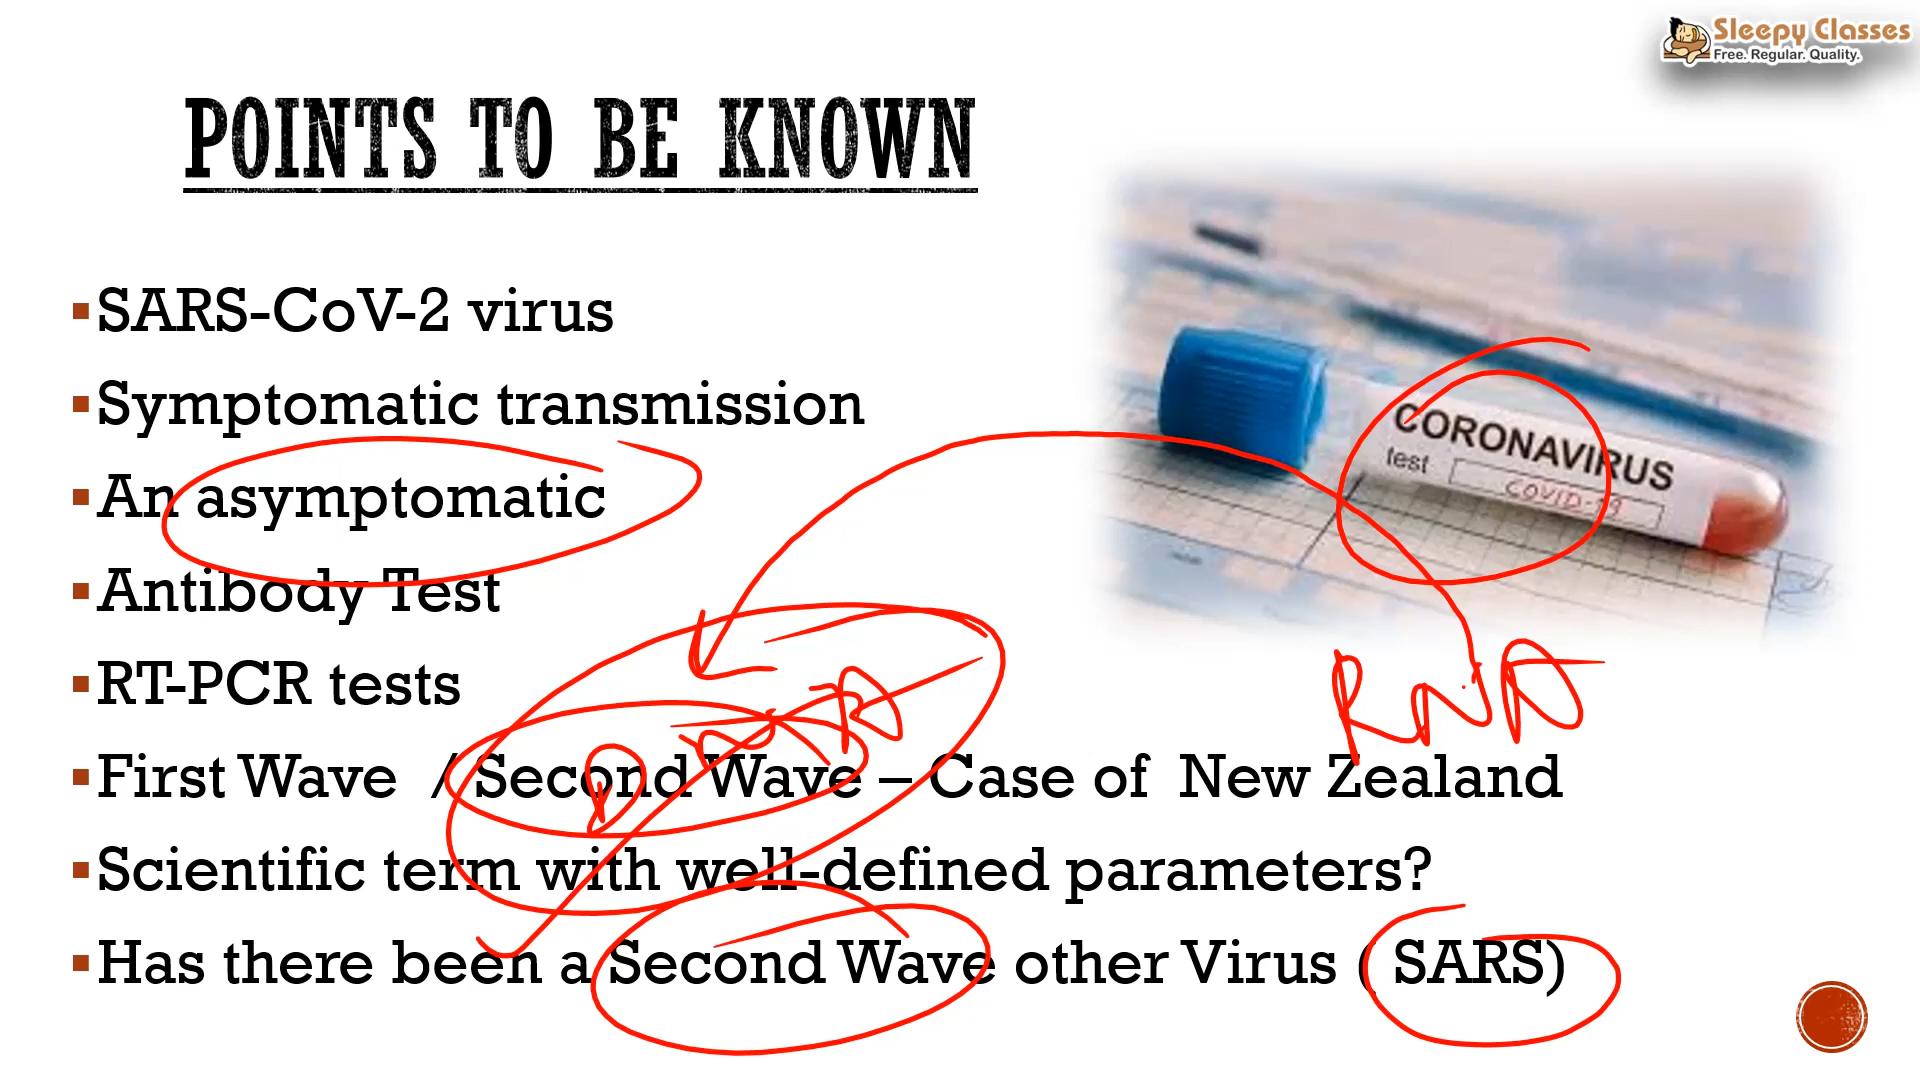 Sleepy Classes
Free. Regular. Quality.
POINTS TO BE KNOWN
SARS-CoV-2 virus
Symptomatic transmission
An asymptomatic
Antibody Test
RT-PCR tests
First Wave / Second Wave – Case of New Zealand
Scientific term with well-defined parameters?
Has there been a Second Wave other Virus ( SARS)
CORONAVIRUS
test COVID-19
RNA
DNA